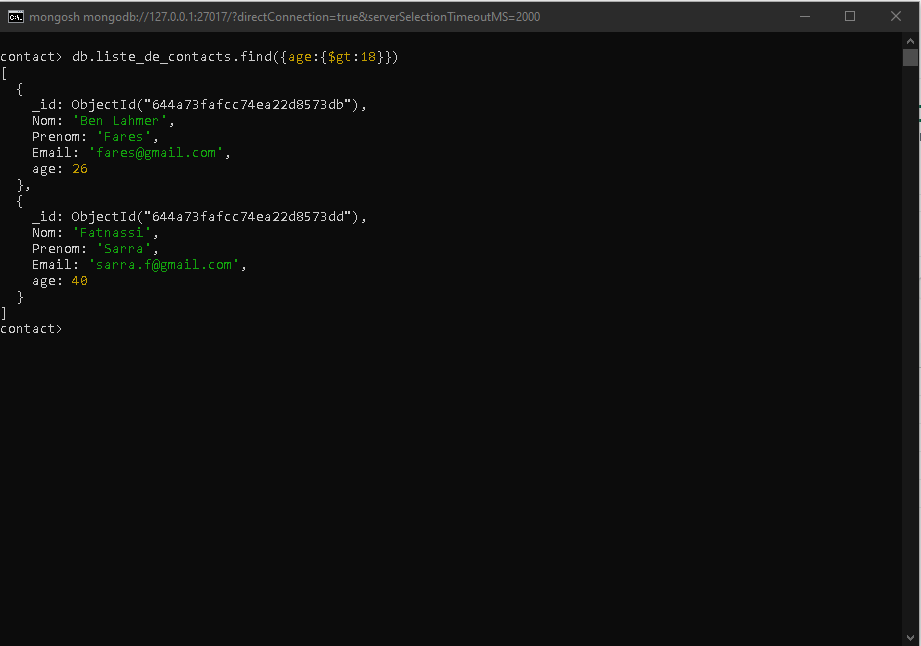 mongosh mongodb://127.0.0.1:27017/?directConnection=true&serverSelectionTimeoutMS=2000
contact> db.liste_de_contacts.find({age:{$gt:18}})
[
  {
    _id: ObjectId("644a73fafcc74ea22d8573db"),
    Nom: 'Ben Lahmer',
    Prenom: 'Fares',
    Email: 'fares@gmail.com',
    age: 26
  },
  {
    _id: ObjectId("644a73fafcc74ea22d8573dd"),
    Nom: 'Fatnassi',
    Prenom: 'Sarra',
    Email: 'sarra.f@gmail.com',
    age: 40
  }
]
contact>